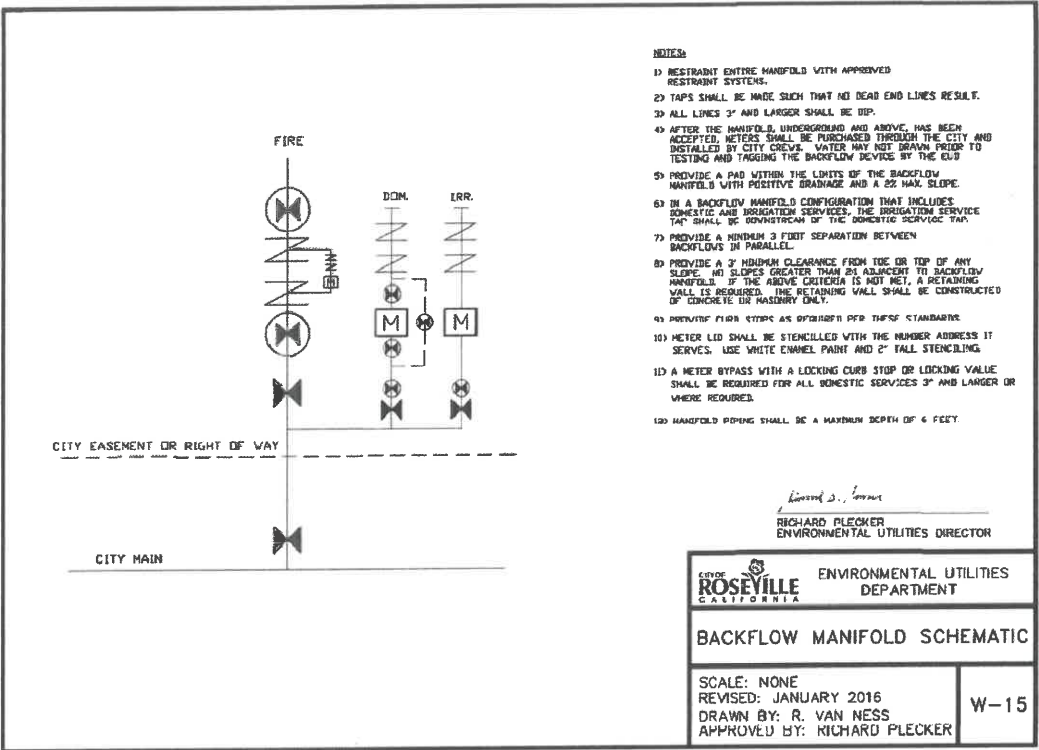 FIRE
DOM.
IRR.
M
M
M
CITY EASEMENT OR RIGHT OF WAY
CITY MAIN
NOTES:
1) RESTRAINT ENTIRE MANIFOLD WITH APPROVED
RESTRAINT SYSTEMS.
2) TAPS SHALL BE MADE SUCH THAT NO DEAD END LINES RESULT.
3) ALL LINES 3" AND LARGER SHALL BE DIP.
4) AFTER THE MANIFOLD, UNDERGROUND AND ABOVE, HAS BEEN
ACCEPTED, METERS SHALL BE PURCHASED THROUGH THE CITY AND
INSTALLED BY CITY CREWS. WATER MAY NOT DRAWN PRIOR TO
TESTING AND TAGGING THE BACKFLOW DEVICE BY THE EUD
5) PROVIDE A PAD WITHIN THE LIMITS OF THE BACKFLOW
MANIFOLD WITH POSITIVE DRAINAGE AND A 2% MAX. SLOPE.
6) IN A BACKFLOW MANIFOLD CONFIGURATION THAT INCLUDES
DOMESTIC AND IRRIGATION SERVICES, THE IRRIGATION SERVICE
TAP SHALL BE DOWNSTREAM OF THE DOMESTIC SERVICE TAP.
7) PROVIDE A MINIMUM 3 FOOT SEPARATION BETWEEN
BACKFLOWS IN PARALLEL.
8) PROVIDE A 3' MINIMUM CLEARANCE FROM TOE OR TOP OF ANY
SLOPE. NO SLOPES GREATER THAN 2:1 ADJACENT TO BACKFLOW
MANIFOLD. IF THE ABOVE CRITERIA IS NOT MET, A RETAINING
WALL IS REQUIRED. THE RETAINING WALL SHALL BE CONSTRUCTED
OF CONCRETE OR MASONRY ONLY.
9) PROVIDE CURB STOPS AS REQUIRED PER THESE STANDARDS.
10) METER LID SHALL BE STENCILLED WITH THE NUMBER ADDRESS IT
SERVES. USE WHITE ENAMEL PAINT AND 2" TALL STENCILING.
11) A METER BYPASS WITH A LOCKING CURB STOP OR LOCKING VALUE
SHALL BE REQUIRED FOR ALL DOMESTIC SERVICES 3" AND LARGER OR
WHERE REQUIRED.
12) MANIFOLD PIPING SHALL BE A MAXIMUM DEPTH OF 6 FEET.
RICHARD PLECKER
ENVIRONMENTAL UTILITIES DIRECTOR
CITY OF
ROSEVILLE
CALIFORNIA
ENVIRONMENTAL UTILITIES
DEPARTMENT
BACKFLOW MANIFOLD SCHEMATIC
SCALE: NONE
REVISED: JANUARY 2016
DRAWN BY: R. VAN NESS
APPROVED BY: RICHARD PLECKER
W-15